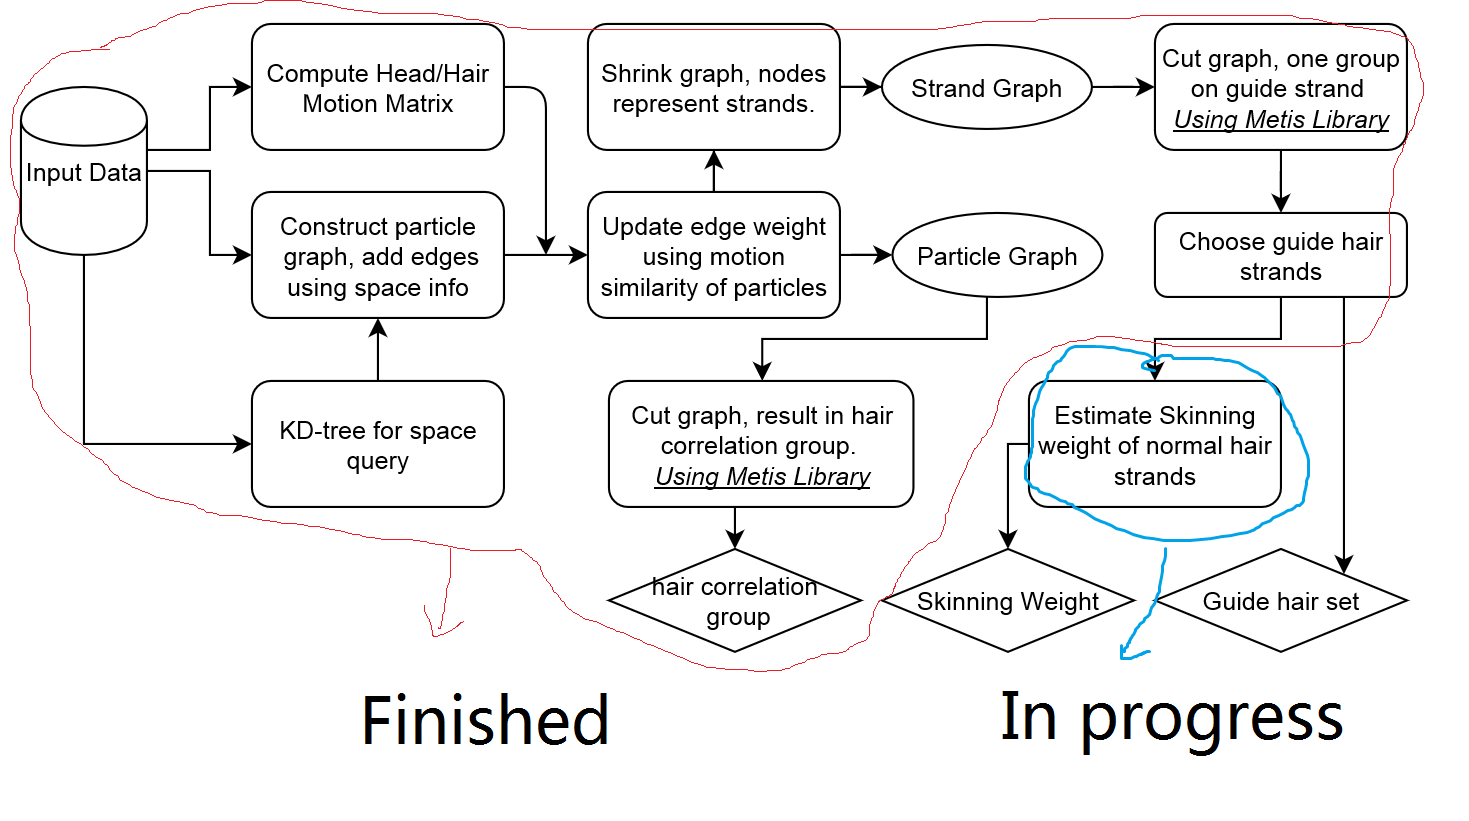 Input Data
Compute Head/Hair
Motion Matrix
Construct particle
graph, add edges
using space info
KD-tree for space
query
Shrink graph, nodes
represent strands.
Update edge weight
using motion
similarity of particles
Strand Graph
Particle Graph
Cut graph, one group
on guide strand
Using Metis Library
Choose guide hair
strands
Cut graph, result in hair
correlation group.
Using Metis Library
Estimate Skinning
weight of normal hair
strands
hair correlation
group
Skinning Weight
Guide hair set
Finished
In progress